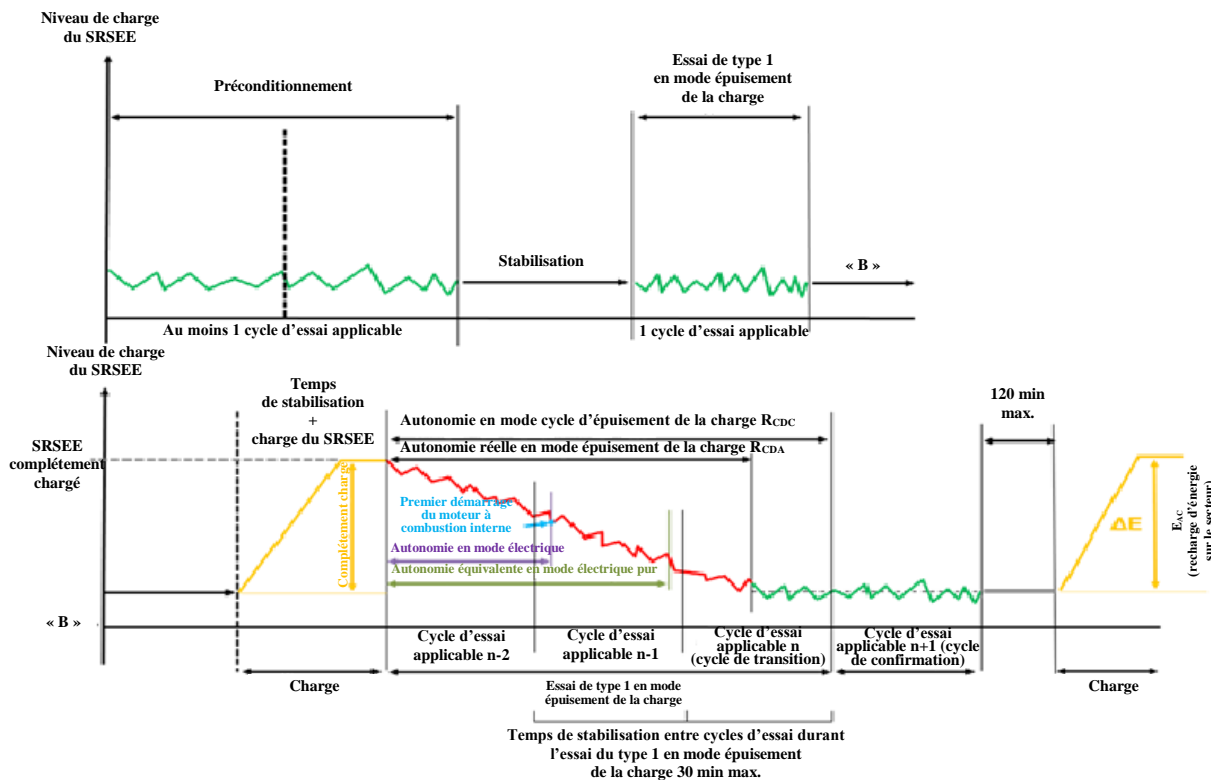 Niveau de charge
du SRSEE
Préconditionnement
Essai de type 1
en mode épuisement
de la charge
Stabilisation
« B »
Au moins 1 cycle d'essai applicable
1 cycle d'essai applicable
Niveau de charge
du SRSEE
Temps
de stabilisation
+
charge du SRSEE
120 min
max.
Autonomie en mode cycle d'épuisement de la charge RCDC
Autonomie réelle en mode épuisement de la charge RCDA
SRSEE
complétement
chargé
Complétement chargé
Premier démarrage
du moteur à
combustion interne
Autonomie en mode électrique
Autonomie équivalente en mode électrique pur
ΔE
EAC
(recharge d'énergie
sur le secteur)
« B »
Cycle d'essai
applicable n-2
Cycle d'essai
applicable n-1
Cycle d'essai
applicable n
(cycle de transition)
Cycle d'essai
applicable n+1 (cycle
de confirmation)
Charge
Essai de type 1 en mode
épuisement de la charge
Charge
Temps de stabilisation entre cycles d'essai durant
l'essai du type 1 en mode épuisement
de la charge 30 min max.